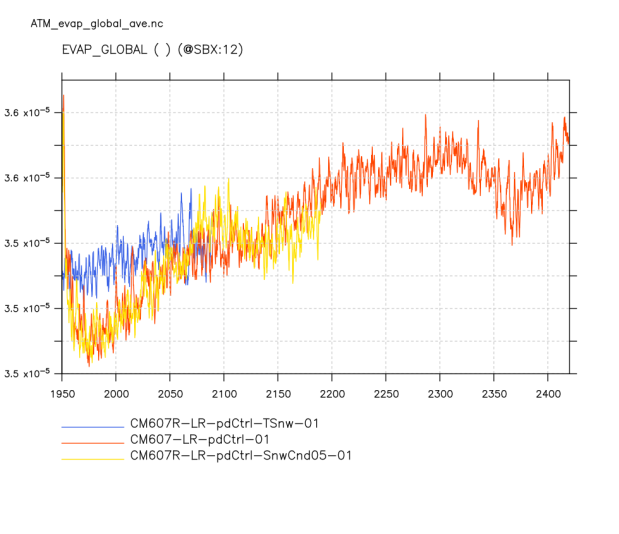 ATM_evap_global_ave.nc
EVAP_GLOBAL ( ) (@SBX:12)
3.6 x10⁻⁵
3.6 x10⁻⁵
3.5 x10⁻⁵
3.5 x10⁻⁵
3.5 x10⁻⁵
1950 2000 2050 2100 2150 2200 2250 2300 2350 2400
CM607R-LR-pdCtrl-TSnw-01
CM607-LR-pdCtrl-01
CM607R-LR-pdCtrl-SnwCnd05-01